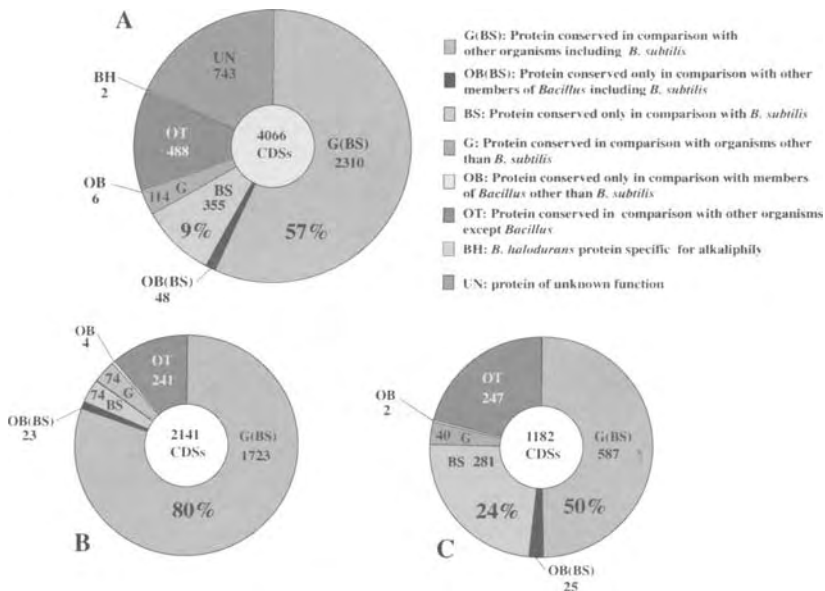 A
UN
743
BH
2
OT
488
4066
CDSs
G(BS)
2310
OB
6
114 G
BS
355
9%
57%
OB(BS)
48
G(BS): Protein conserved in comparison with
other organisms including B. subtilis
OB(BS): Protein conserved only in comparison with other
members of Bacillus including B. subtilis
BS: Protein conserved only in comparison with B. subtilis
G: Protein conserved in comparison with organisms other
than B. subtilis
OB: Protein conserved only in comparison with members
of Bacillus other than B. subtilis
OT: Protein conserved in comparison with other organisms
except Bacillus
BH: B. halodurans protein specific for alkaliphily
UN: protein of unknown function
OB
4
OT
241
74 G
74 BS
OB(BS)
23
2141
CDSs
G(BS)
1723
80%
B
OB
2
OT
247
40 G
BS 281
1182
CDSs
G(BS)
587
24%
50%
C
OB(BS)
25